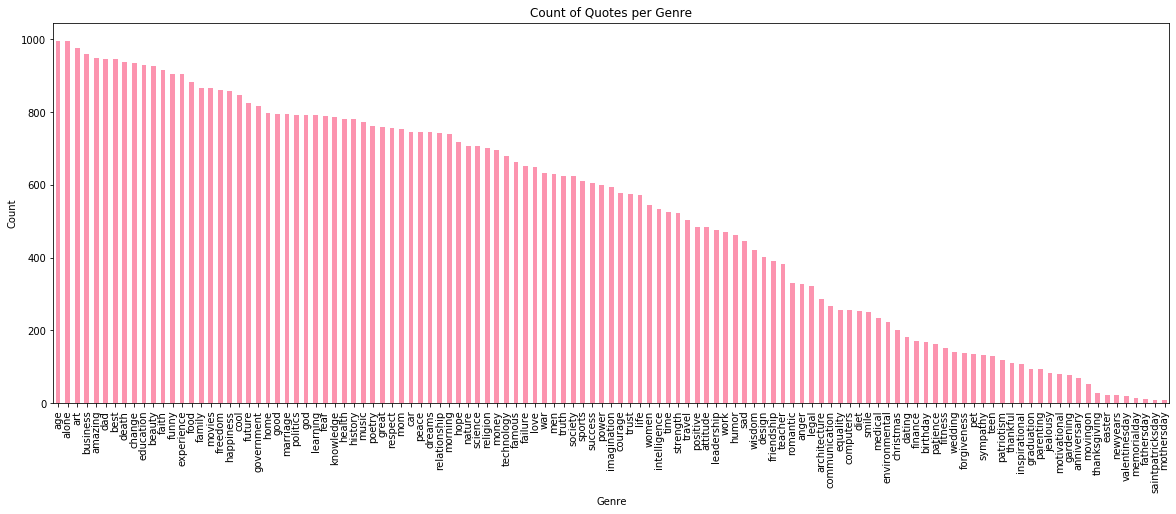 Count of Quotes per Genre
1000
800
600
400
200
0
Count
age
alone
art
business
amazing
dad
best
death
change
education
beauty
faith
funny
experience
food
family
movies
freedom
happiness
cool
future
government
home
good
marriage
politics
god
learning
fear
knowledge
health
history
music
poetry
great
respect
mom
car
peace
dreams
relationship
morning
hope
nature
science
religion
money
technology
famous
failure
love
war
men
truth
society
sports
success
power
imagination
courage
trust
life
women
intelligence
time
strength
travel
positive
attitude
leadership
work
humor
sad
wisdom
design
friendship
teacher
romantic
anger
legal
architecture
communication
equality
computers
diet
smile
medical
environmental
christmas
dating
finance
birthday
patience
fitness
wedding
forgiveness
pet
sympathy
teen
patriotism
thankful
inspirational
graduation
parenting
jealousy
motivational
gardening
anniversary
movingon
thanksgiving
easter
newyears
valentinesday
memorialday
fathersday
saintpatricksday
mothersday
Genre